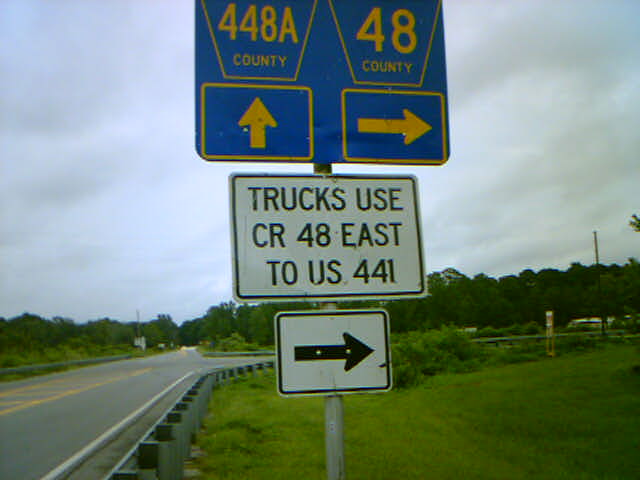 448A
COUNTY
48
COUNTY
TRUCKS USE
CR 48 EAST
TO US 441